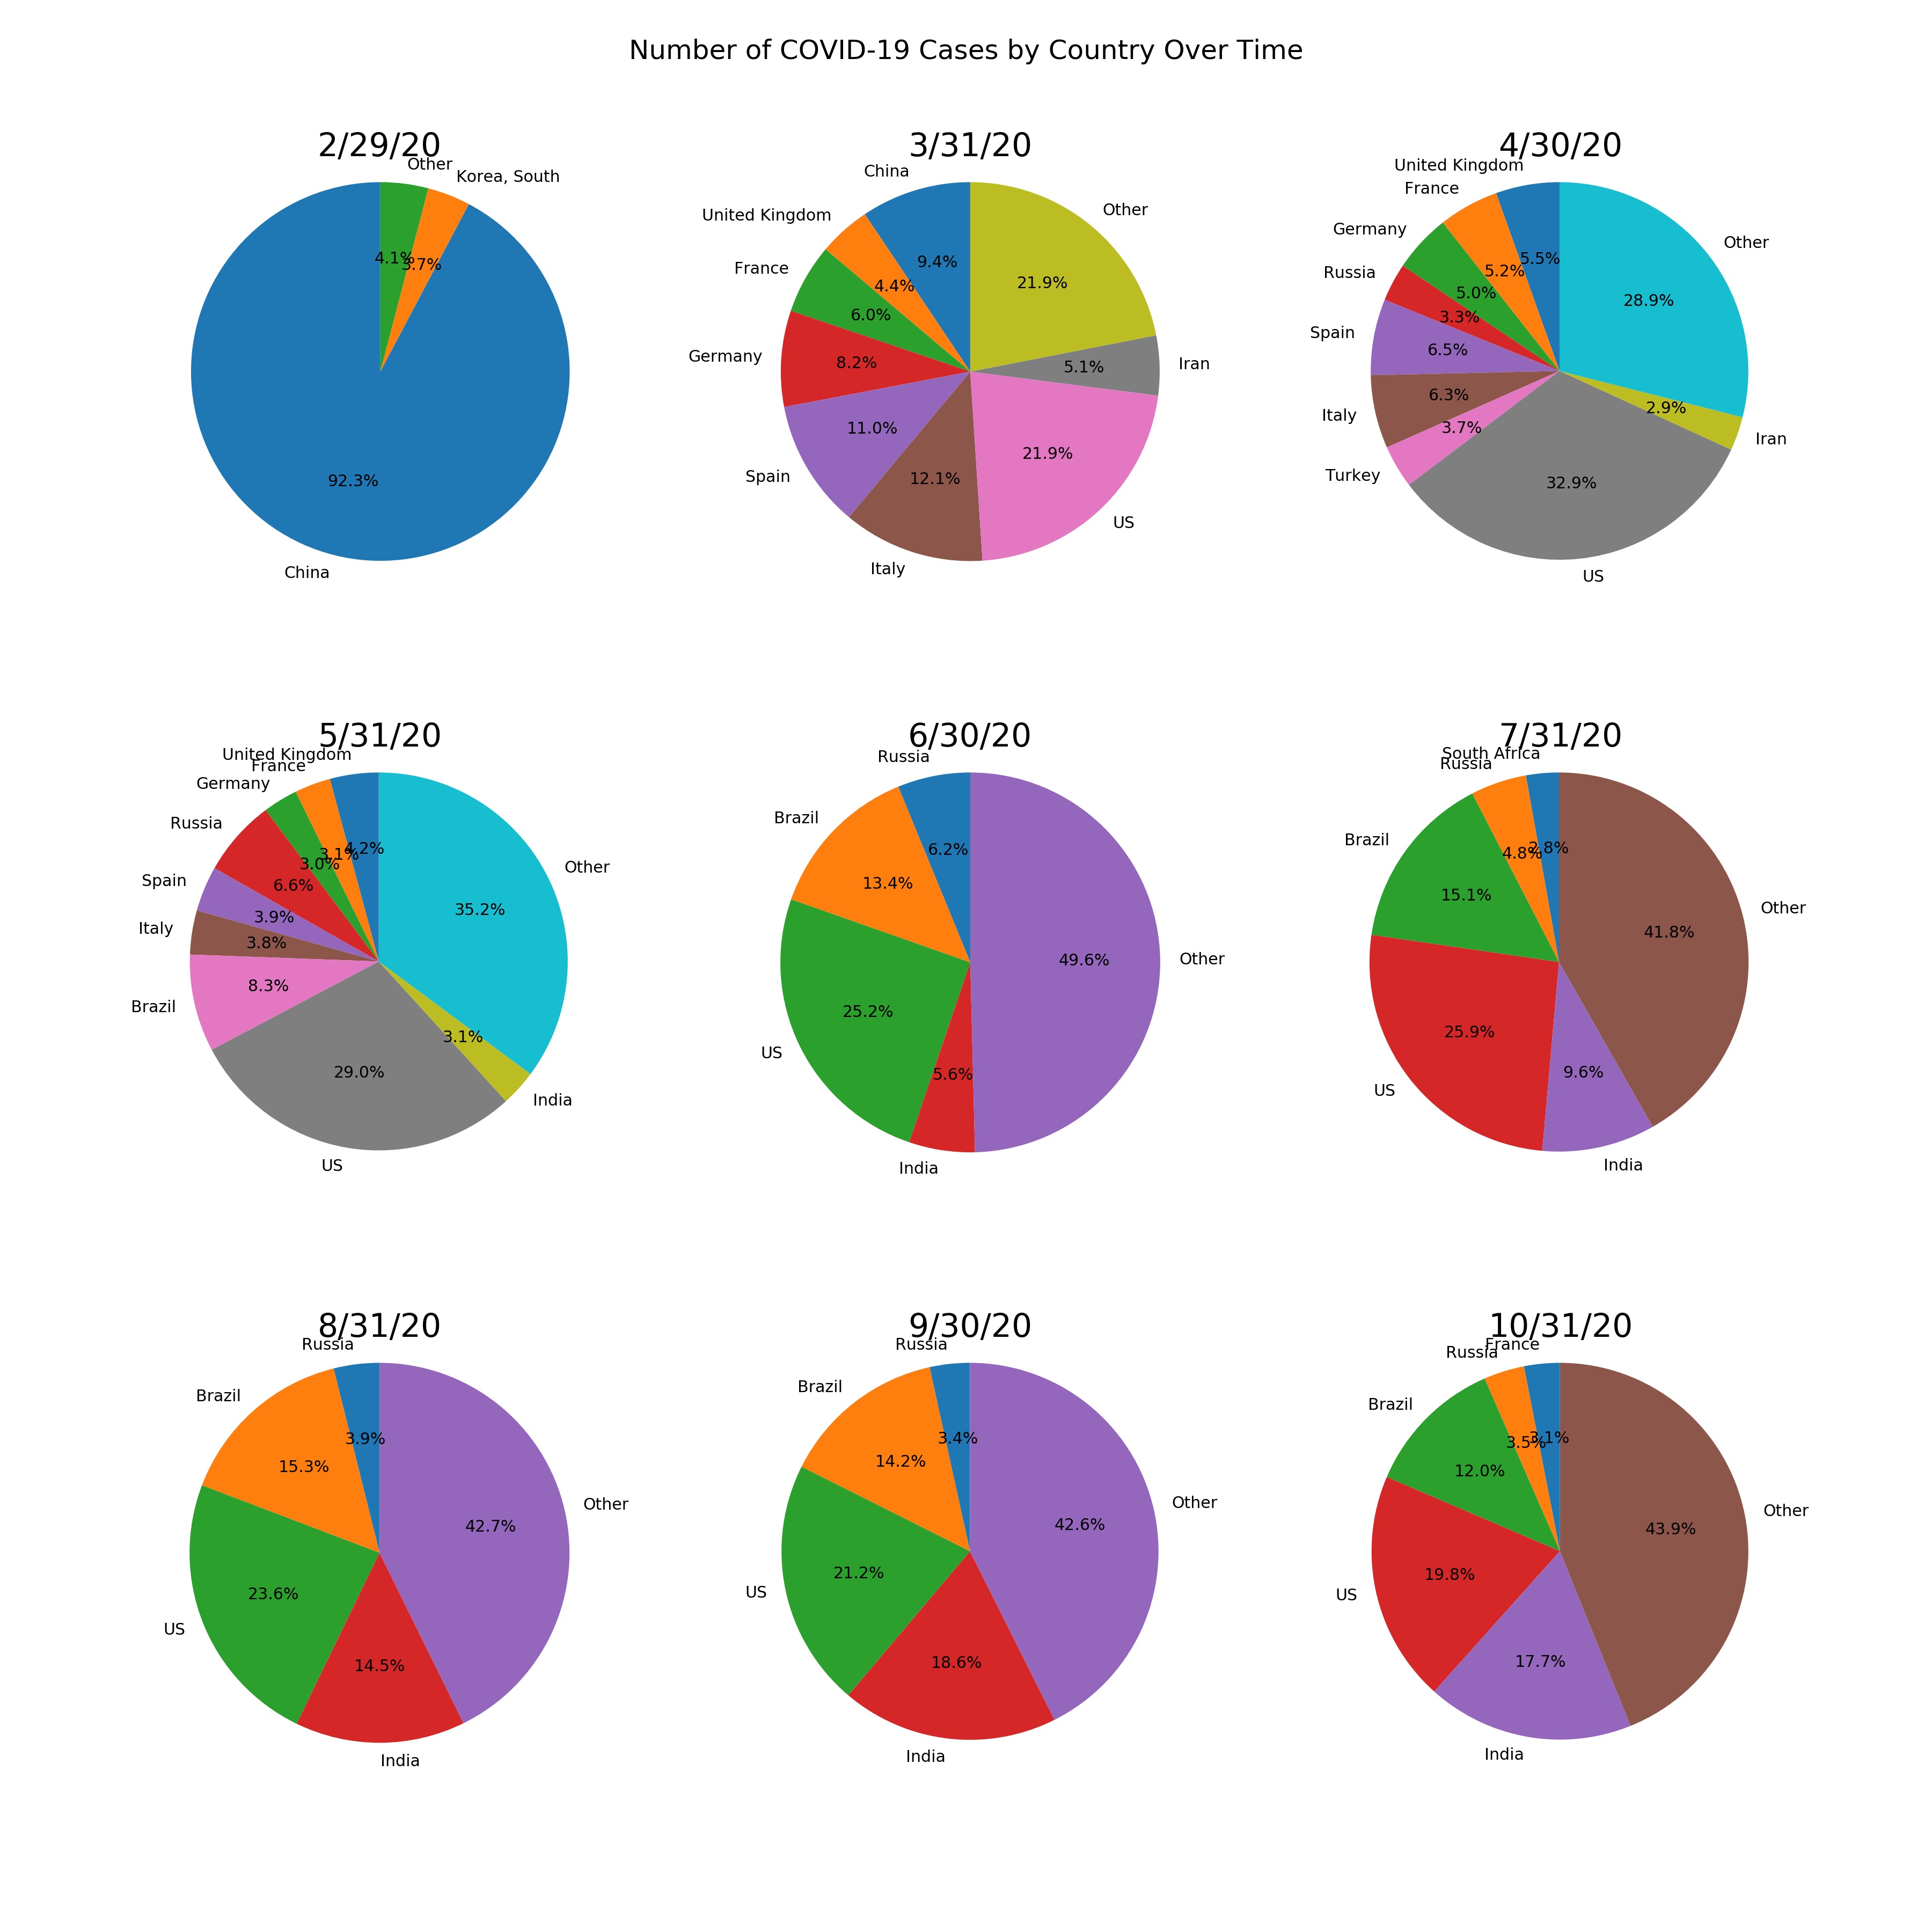 Number of COVID-19 Cases by Country Over Time
2/29/20
Other
Korea, South
4.1%
3.7%
92.3%
China
3/31/20
China
United Kingdom
France
Germany
Spain
Italy
US
Iran
Other
9.4%
4.4%
6.0%
8.2%
11.0%
12.1%
21.9%
5.1%
21.9%
4/30/20
United Kingdom
France
Germany
Russia
Spain
Italy
Turkey
US
Iran
Other
5.5%
5.2%
5.0%
3.3%
6.5%
6.3%
3.7%
32.9%
2.9%
28.9%
5/31/20
United Kingdom
France
Germany
Russia
Spain
Italy
Brazil
US
India
Other
4.2%
3.1%
3.0%
6.6%
3.9%
3.8%
8.3%
29.0%
3.1%
35.2%
6/30/20
Russia
Brazil
US
India
Other
6.2%
13.4%
25.2%
5.6%
49.6%
7/31/20
South Africa
Russia
Brazil
US
India
Other
2.8%
4.8%
15.1%
25.9%
9.6%
41.8%
8/31/20
Russia
Brazil
US
India
Other
3.9%
15.3%
23.6%
14.5%
42.7%
9/30/20
Russia
Brazil
US
India
Other
3.4%
14.2%
21.2%
18.6%
42.6%
10/31/20
France
Russia
Brazil
US
India
Other
3.1%
3.5%
12.0%
19.8%
17.7%
43.9%